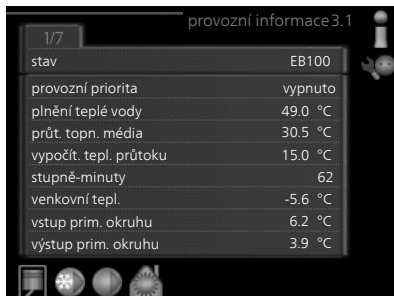 provozní informace 3.1
1/7
stav EB100
provozní priorita vypnuto
plnění teplé vody 49.0 °C
průt. topn. média 30.5 °C
vypočít. tepl. průtoku 15.0 °C
stupně-minuty 62
venkovní tepl. -5.6 °C
vstup prim. okruhu 6.2 °C
výstup prim. okruhu 3.9 °C